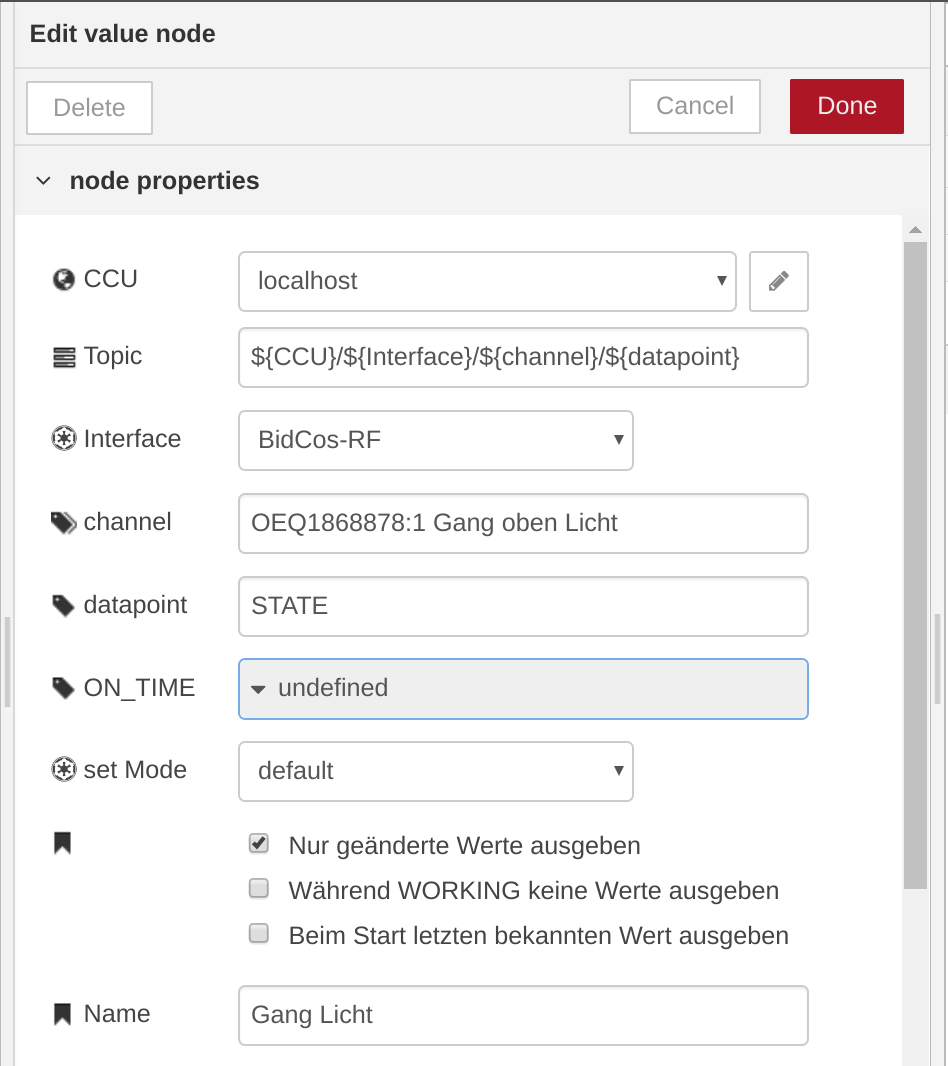 Edit value node
Delete
Cancel
Done
node properties
CCU
localhost
Topic
${CCU}/${Interface}/${channel}/${datapoint}
Interface
BidCos-RF
channel
OEQ1868878:1 Gang oben Licht
datapoint
STATE
ON_TIME
undefined
set Mode
default
Nur geänderte Werte ausgeben
Während WORKING keine Werte ausgeben
Beim Start letzten bekannten Wert ausgeben
Name
Gang Licht